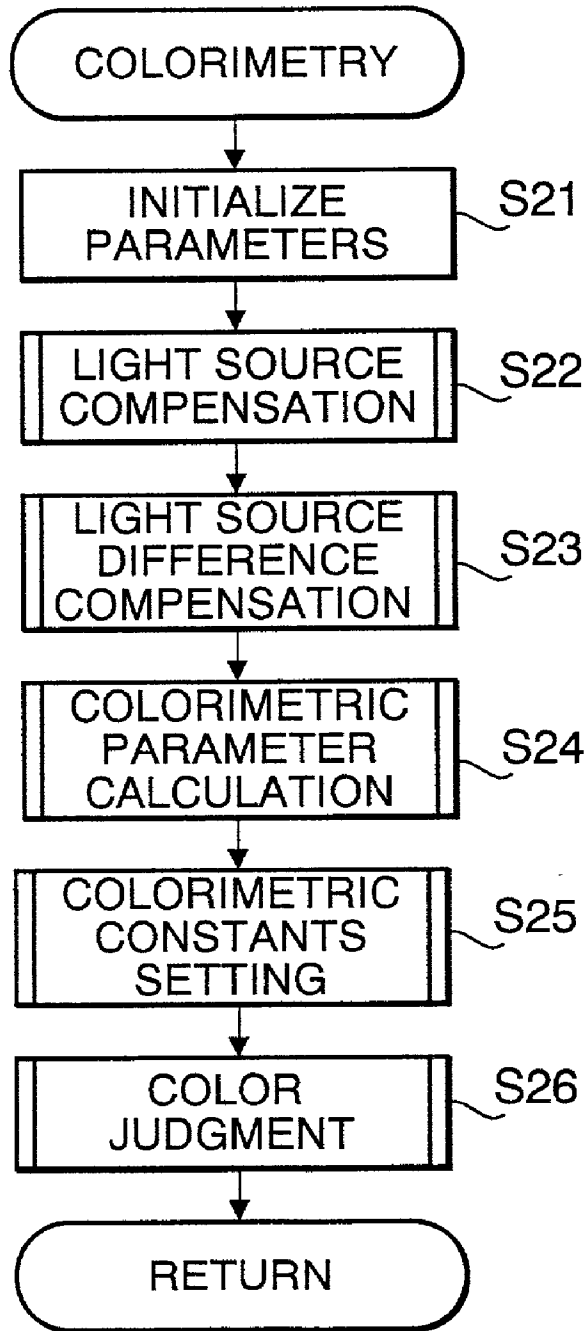 COLORIMETRY
INITIALIZE
PARAMETERS
S21
LIGHT SOURCE
COMPENSATION
S22
LIGHT SOURCE
DIFFERENCE
COMPENSATION
S23
COLORIMETRIC
PARAMETER
CALCULATION
S24
COLORIMETRIC
CONSTANTS
SETTING
S25
COLOR
JUDGMENT
S26
RETURN